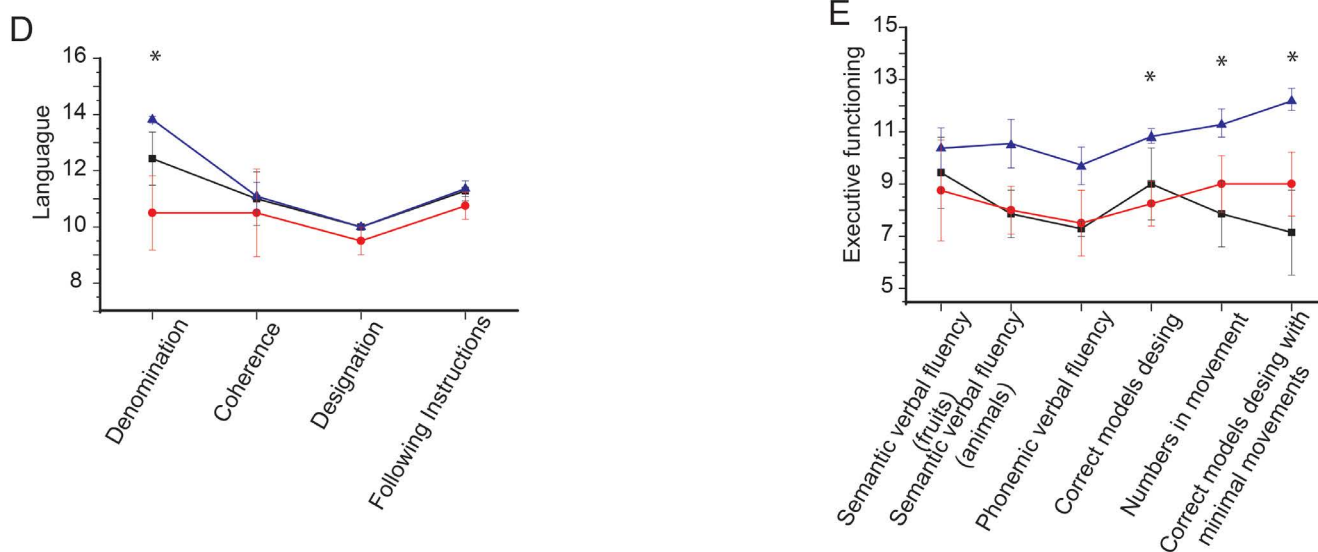 D
*
Languague
16
14
12
10
8
Denomination
Coherence
Designation
Following Instructions
E
* * *
Executive functioning
15
13
11
9
7
5
Semantic verbal fluency
(fruits)
Semantic verbal fluency
(animals)
Phonemic verbal fluency
Correct models desing
Numbers in movement
Correct models desing with
minimal movements